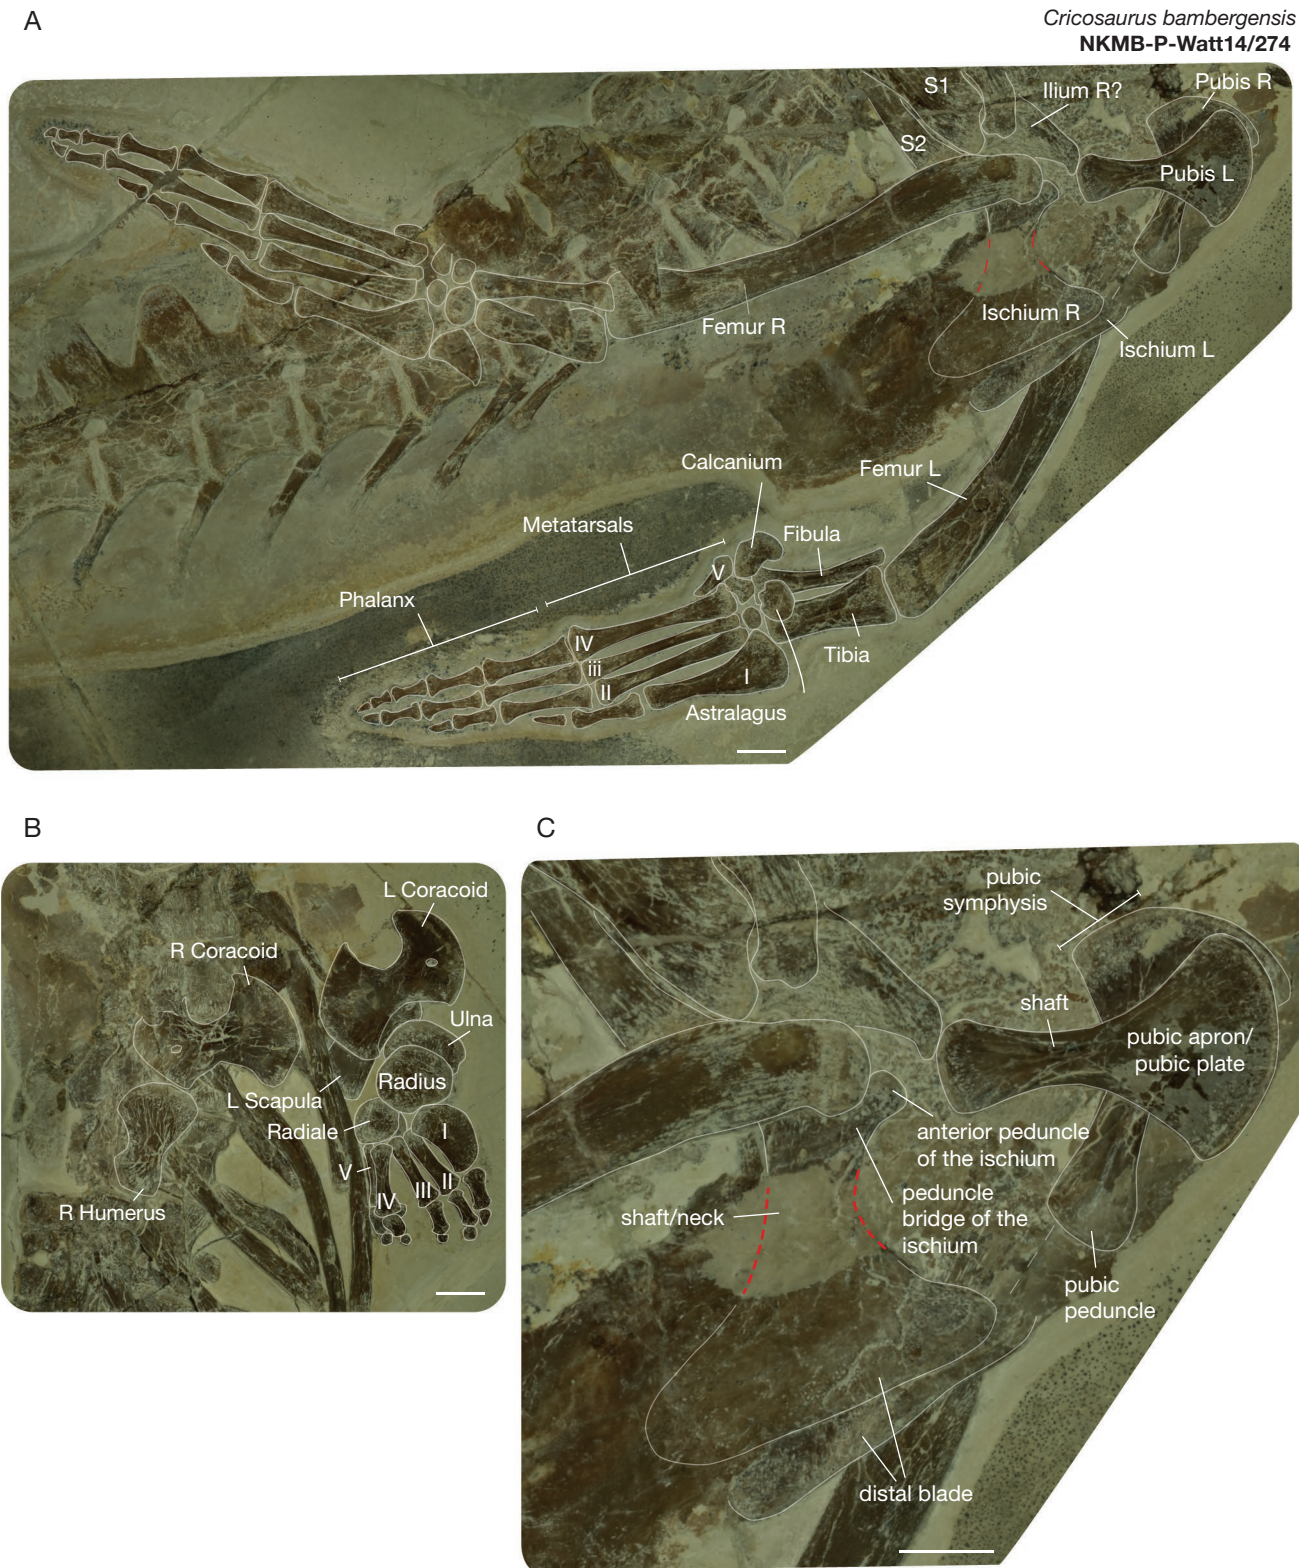 A
Cricosaurus bambergensis
NKMB-P-Watt14/274
S1
Ilium R?
Pubis R
S2
Pubis L
Femur R
Ischium R
Ischium L
Calcanium
Femur L
Metatarsals
Fibula
V
Phalanx
IV
iii
II
I
Tibia
Astralagus
B
L Coracoid
R Coracoid
Ulna
Radius
L Scapula
Radiale
I
V
IV
III
II
R Humerus
C
pubic
symphysis
shaft
pubic apron/
pubic plate
anterior peduncle
of the ischium
peduncle
bridge of the
ischium
shaft/neck
pubic
peduncle
distal blade